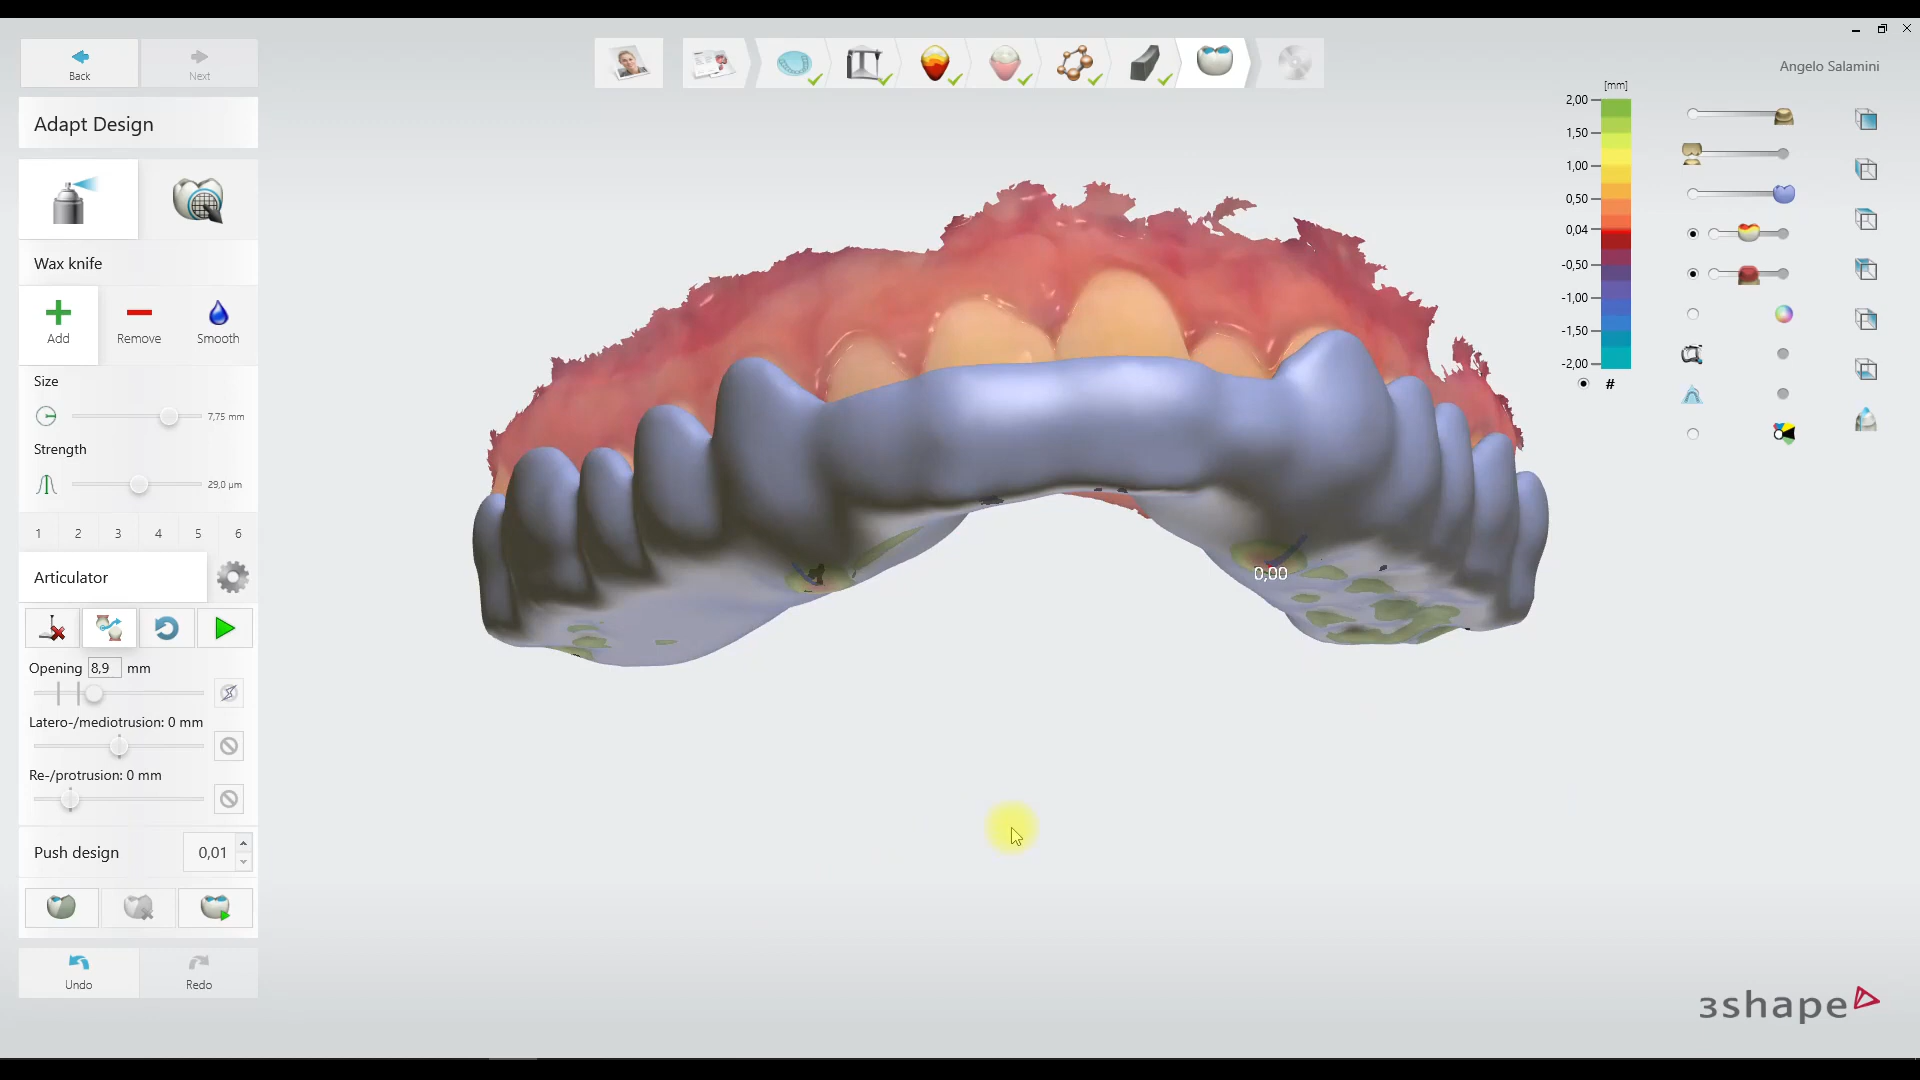 Back
Next
Angelo Salamini
Adapt Design
Wax knife
Add
Remove
Smooth
Size
7,75 mm
Strength
29,0 µm
1 2 3 4 5 6
Articulator
Opening 8,9 mm
Latero-/mediotrusion: 0 mm
Re-/protrusion: 0 mm
Push design 0,01
Undo
Redo
[mm]
2,00
1,50
1,00
0,50
0,04
-0,50
-1,00
-1,50
-2,00
#
0,00
3shape